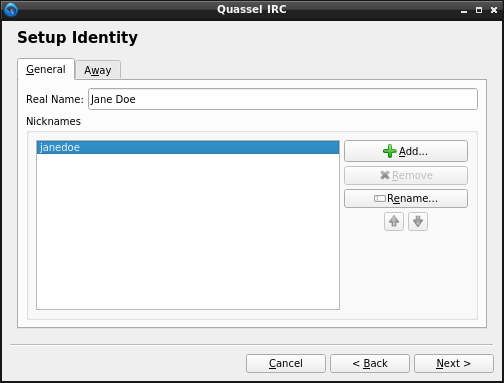 Quassel IRC
Setup Identity
General Away
Real Name: Jane Doe
Nicknames
janedoe
Add...
Remove
Rename...
Cancel < Back Next >